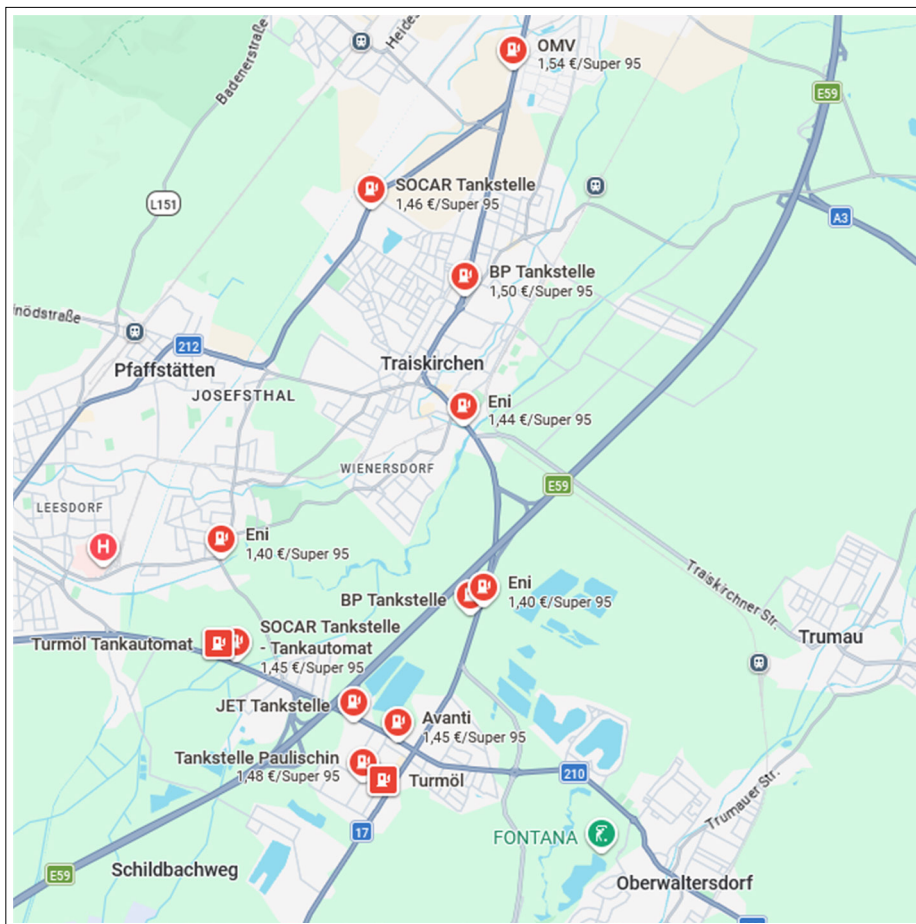 OMV
1,54 €/Super 95
Badenerstraße
Heides
E59
SOCAR Tankstelle
1,46 €/Super 95
L151
A3
BP Tankstelle
1,50 €/Super 95
inödstraße
212
Pfaffstätten
Traiskirchen
JOSEFSTHAL
Eni
1,44 €/Super 95
WIENERSDORF
E59
LEESDORF
H
Eni
1,40 €/Super 95
Traiskirchner Str.
BP Tankstelle
Eni
1,40 €/Super 95
Turmöl Tankautomat
SOCAR Tankstelle
- Tankautomat
1,45 €/Super 95
Trumau
JET Tankstelle
Avanti
1,45 €/Super 95
Tankstelle Paulischin
1,48 €/Super 95
Turmöl
210
Trumauer Str.
17
FONTANA
E59
Schildbachweg
Oberwaltersdorf